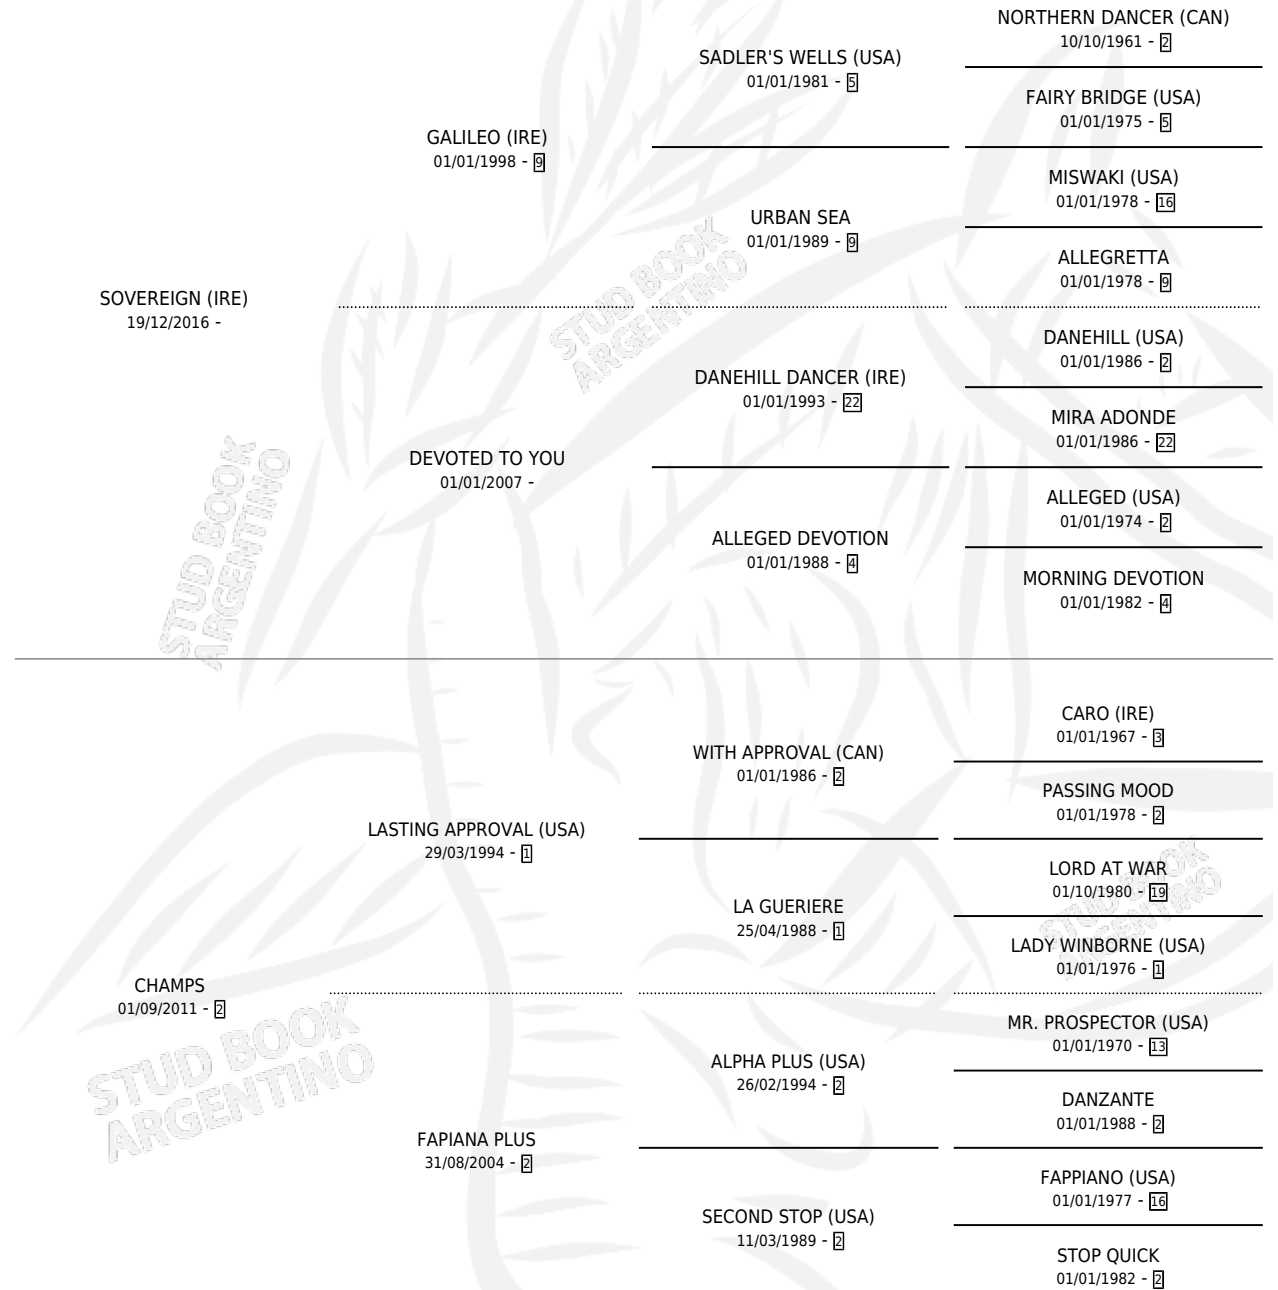 NORTHERN DANCER (CAN)
10/10/1961 - 2
SADLER'S WELLS (USA)
01/01/1981 - 5
FAIRY BRIDGE (USA)
01/01/1975 - 5
GALILEO (IRE)
01/01/1998 - 9
MISWAKI (USA)
01/01/1978 - 16
URBAN SEA
01/01/1989 - 9
ALLEGRETTA
01/01/1978 - 9
SOVEREIGN (IRE)
19/12/2016 -
DANEHILL (USA)
01/01/1986 - 2
DANEHILL DANCER (IRE)
01/01/1993 - 22
MIRA ADONDE
01/01/1986 - 22
DEVOTED TO YOU
01/01/2007 -
ALLEGED (USA)
01/01/1974 - 2
ALLEGED DEVOTION
01/01/1988 - 4
MORNING DEVOTION
01/01/1982 - 4
CARO (IRE)
01/01/1967 - 3
WITH APPROVAL (CAN)
01/01/1986 - 2
PASSING MOOD
01/01/1978 - 2
LASTING APPROVAL (USA)
29/03/1994 - 1
LORD AT WAR
01/10/1980 - 19
LA GUERIERE
25/04/1988 - 1
LADY WINBORNE (USA)
01/01/1976 - 1
CHAMPS
01/09/2011 - 2
MR. PROSPECTOR (USA)
01/01/1970 - 13
ALPHA PLUS (USA)
26/02/1994 - 2
DANZANTE
01/01/1988 - 2
FAPIANA PLUS
31/08/2004 - 2
FAPPIANO (USA)
01/01/1977 - 16
SECOND STOP (USA)
11/03/1989 - 2
STOP QUICK
01/01/1982 - 2
STUD BOOK
ARGENTINO
STUD BOOK
ARGENTINO
STUD BOOK
ARGENTINO
STUD BOOK
ARGENTINO